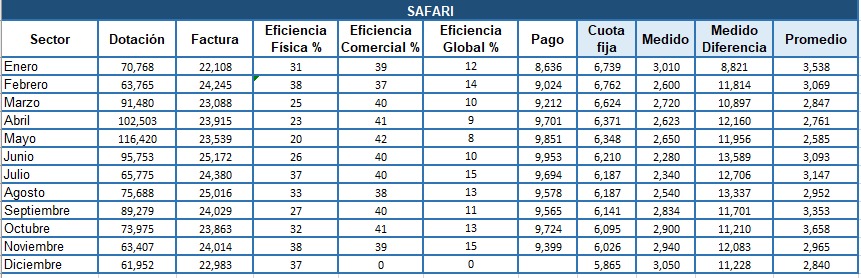 SAFARI
Sector Dotación Factura Eficiencia Física % Eficiencia Comercial % Eficiencia Global % Pago Cuota fija Medido Medido Diferencia Promedio
Enero 70,768 22,108 31 39 12 8,636 6,739 3,010 8,821 3,538
Febrero 63,765 24,245 38 37 14 9,024 6,762 2,600 11,814 3,069
Marzo 91,480 23,088 25 40 10 9,212 6,624 2,720 10,897 2,847
Abril 102,503 23,915 23 41 9 9,701 6,371 2,623 12,160 2,761
Mayo 116,420 23,539 20 42 8 9,851 6,348 2,650 11,956 2,585
Junio 95,753 25,172 26 40 10 9,953 6,210 2,280 13,589 3,093
Julio 65,775 24,380 37 40 15 9,694 6,187 2,340 12,706 3,147
Agosto 75,688 25,016 33 38 13 9,578 6,187 2,540 13,337 2,952
Septiembre 89,279 24,029 27 40 11 9,565 6,141 2,834 11,701 3,353
Octubre 73,975 23,863 32 41 13 9,724 6,095 2,900 11,210 3,658
Noviembre 63,407 24,014 38 39 15 9,399 6,026 2,940 12,083 2,965
Diciembre 61,952 22,983 37 0 0 5,865 3,050 11,228 2,840